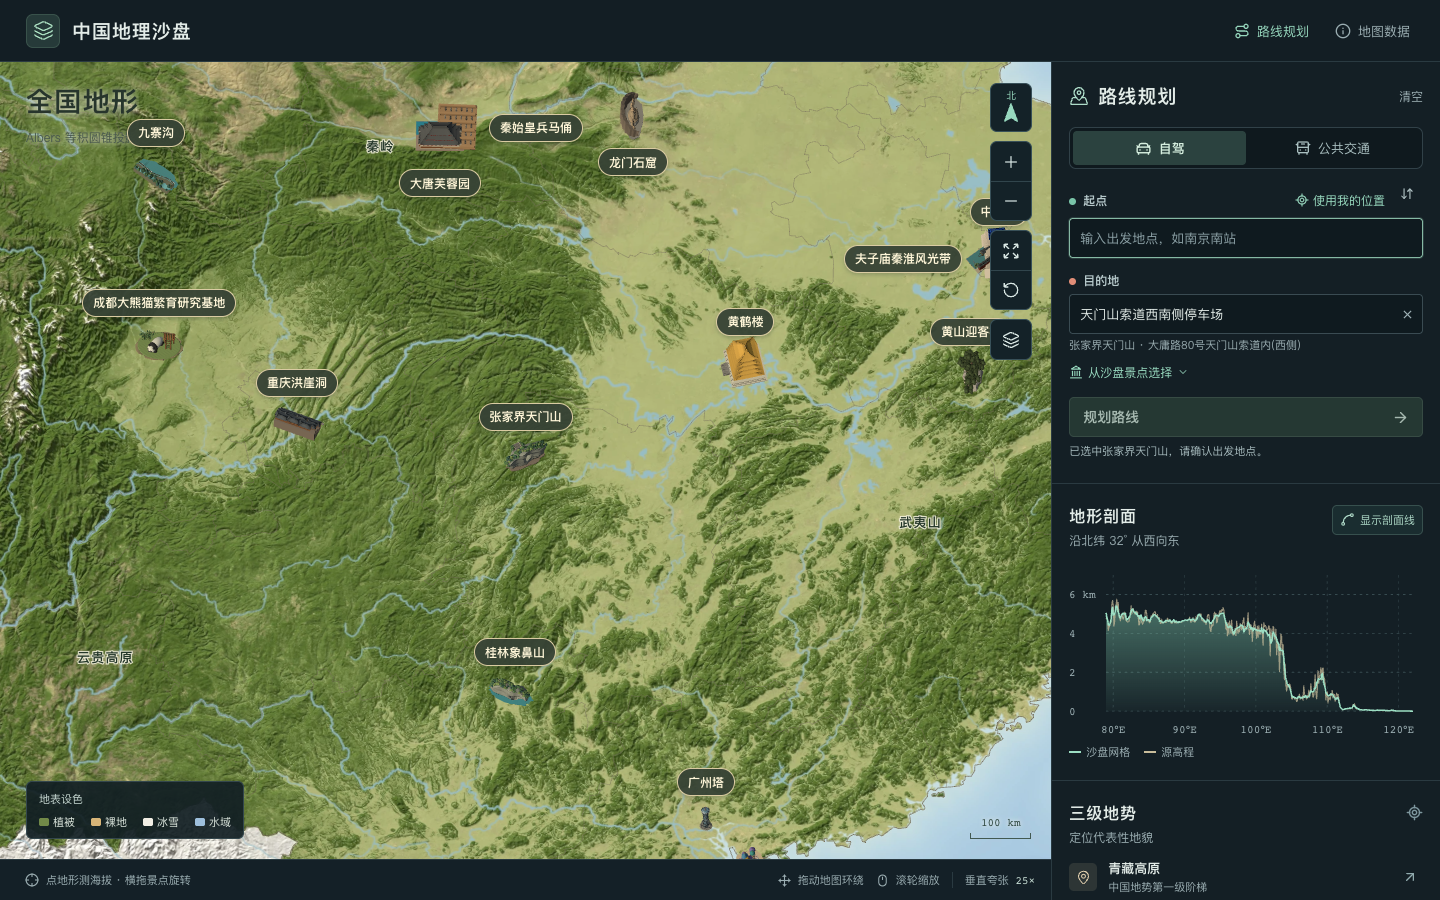 中国地理沙盘
路线规划
地图数据
全国地形
九寨沟
秦岭
秦始皇兵马俑
龙门石窟
大唐芙蓉园
北
夫子庙秦淮风光带
成都大熊猫繁育研究基地
黄鹤楼
黄山迎客
重庆洪崖洞
张家界天门山
武夷山
云贵高原
桂林象鼻山
广州塔
地表设色
植被 裸地 冰雪 水域
100 km
点地形测海拔 · 横拖景点旋转
拖动地图环绕
滚轮缩放
垂直夸张 25×
路线规划
清空
自驾
公共交通
起点
使用我的位置
输入出发地点，如南京南站
目的地
天门山索道西南侧停车场
张家界天门山 · 大庸路80号天门山索道内(西侧)
从沙盘景点选择
规划路线
已选中张家界天门山，请确认出发地点。
地形剖面
显示剖面线
沿北纬 32° 从西向东
6 km
4
2
0
80°E 90°E 100°E 110°E 120°E
沙盘网格 源高程
三级地势
定位代表性地貌
青藏高原
中国地势第一级阶梯